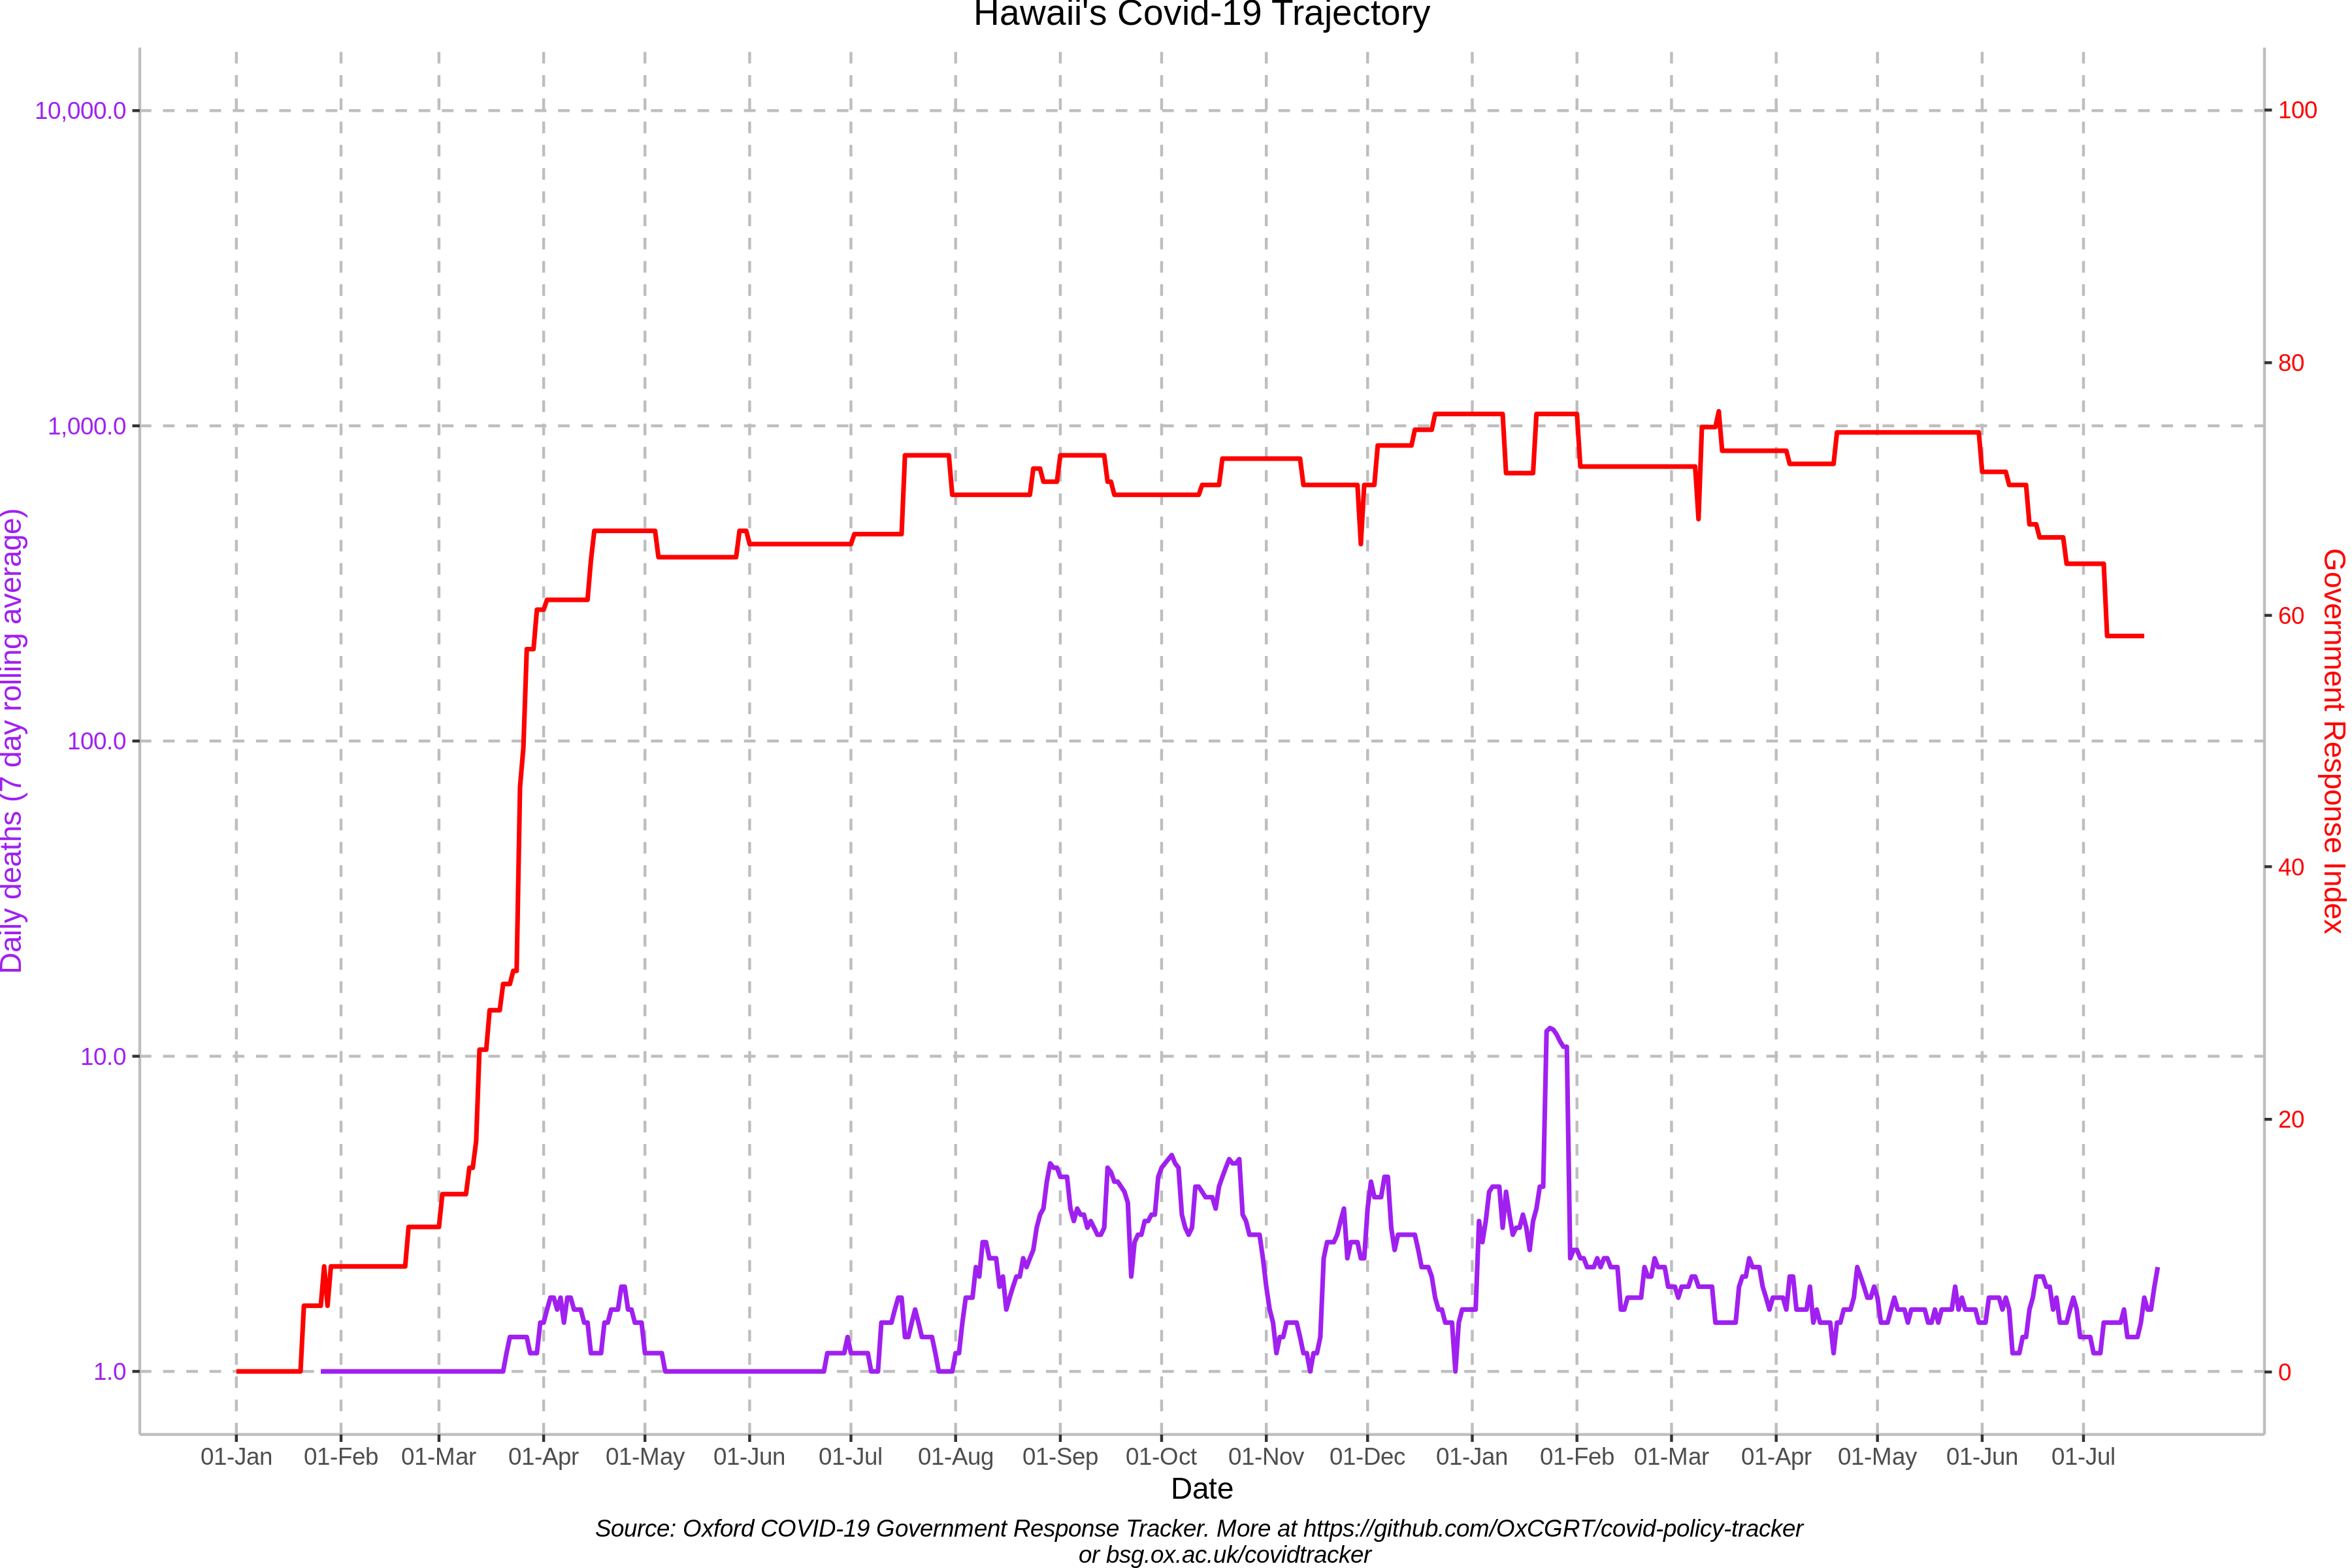 Hawaii's Covid-19 Trajectory
10,000.0
1,000.0
100.0
10.0
1.0
Daily deaths (7 day rolling average)
100
80
60
40
20
0
Government Response Index
01-Jan 01-Feb 01-Mar 01-Apr 01-May 01-Jun 01-Jul 01-Aug 01-Sep 01-Oct 01-Nov 01-Dec 01-Jan 01-Feb 01-Mar 01-Apr 01-May 01-Jun 01-Jul
Date
Source: Oxford COVID-19 Government Response Tracker. More at https://github.com/OxCGRT/covid-policy-tracker
or bsg.ox.ac.uk/covidtracker